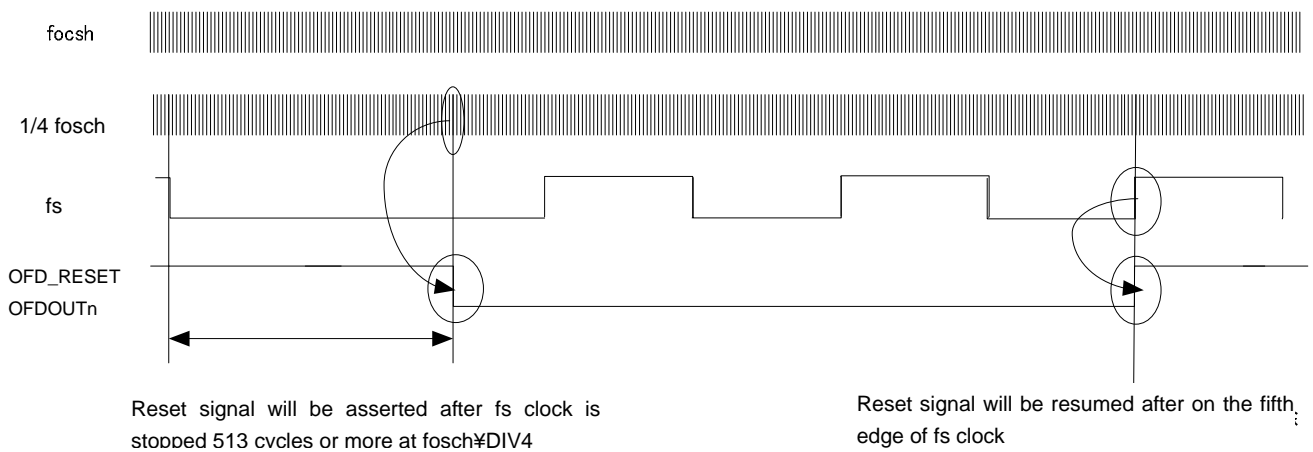 focsh
1/4 fosch
fs
OFD_RESET
OFDOUTn
Reset signal will be asserted after fs clock is
stopped 513 cycles or more at fosch¥DIV4
Reset signal will be resumed after on the fifth
edge of fs clock